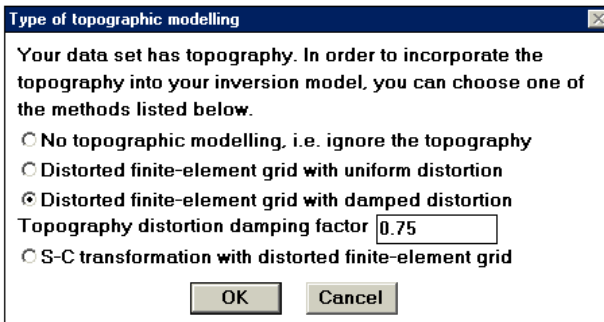 Type of topographic modelling
Your data set has topography. In order to incorporate the
topography into your inversion model, you can choose one of
the methods listed below.
No topographic modelling, i.e. ignore the topography
Distorted finite-element grid with uniform distortion
Distorted finite-element grid with damped distortion
Topography distortion damping factor 0.75
S-C transformation with distorted finite-element grid
OK Cancel